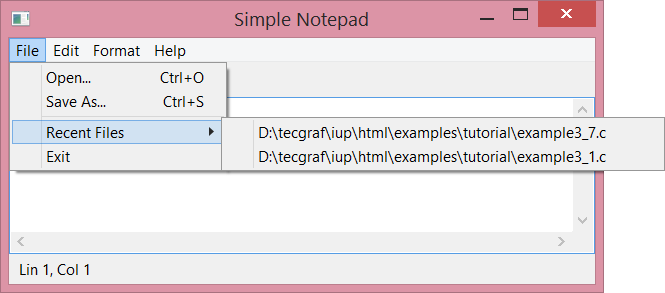 Simple Notepad
File Edit Format Help
Open... Ctrl+O
Save As... Ctrl+S
Recent Files
D:\tecgraf\iup\html\examples\tutorial\example3_7.c
Exit
D:\tecgraf\iup\html\examples\tutorial\example3_1.c
Lin 1, Col 1